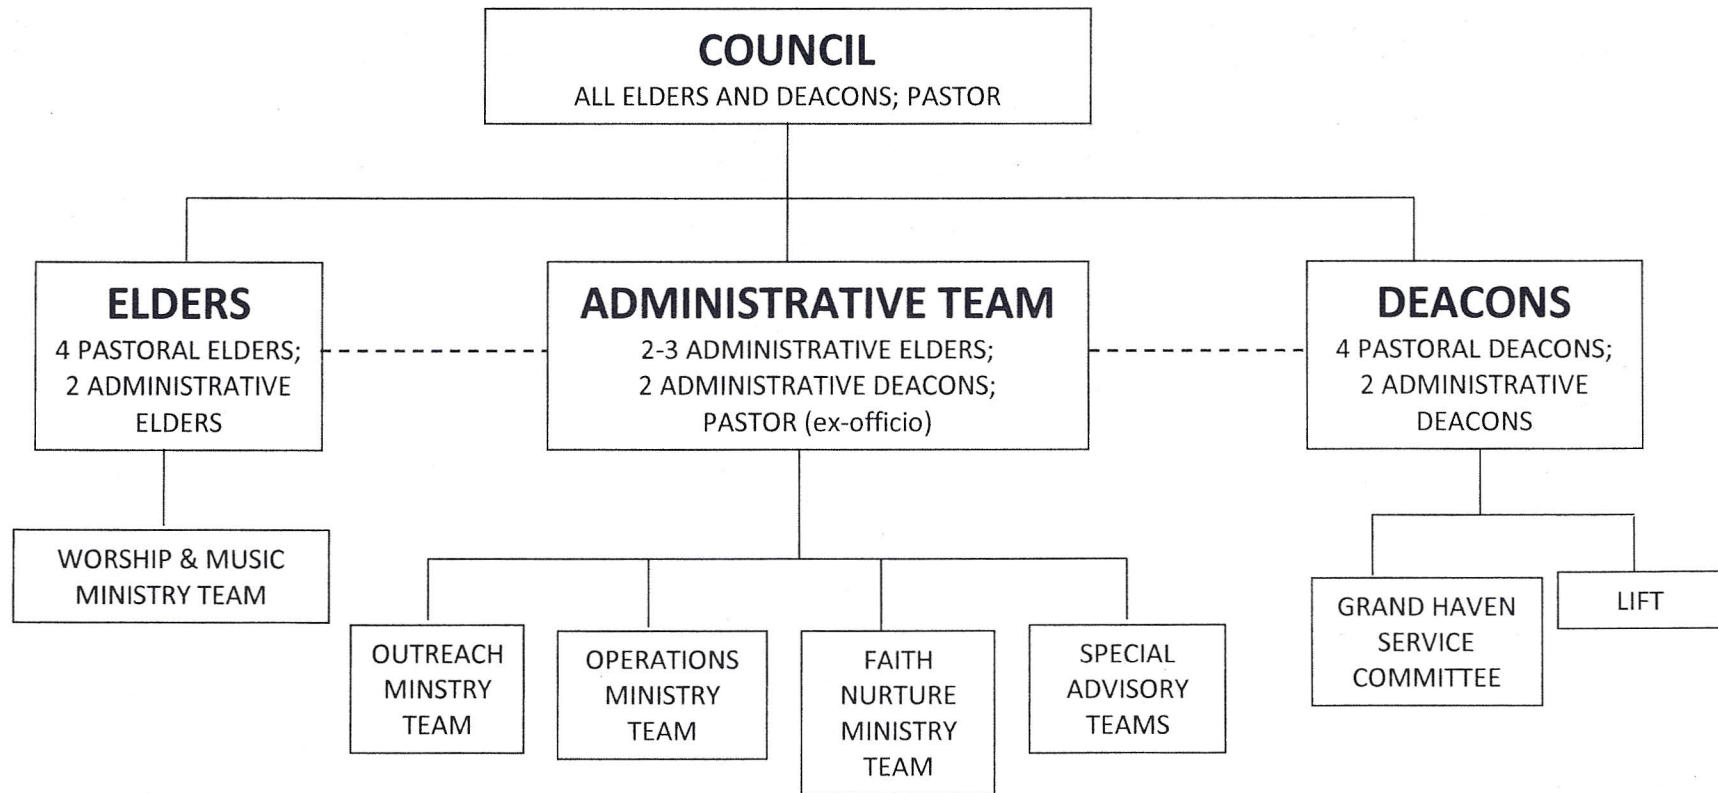 COUNCIL
ALL ELDERS AND DEACONS; PASTOR
ELDERS
4 PASTORAL ELDERS;
2 ADMINISTRATIVE
ELDERS
ADMINISTRATIVE TEAM
2-3 ADMINISTRATIVE ELDERS;
2 ADMINISTRATIVE DEACONS;
PASTOR (ex-officio)
DEACONS
4 PASTORAL DEACONS;
2 ADMINISTRATIVE
DEACONS
WORSHIP & MUSIC
MINISTRY TEAM
OUTREACH
MINSTRY
TEAM
OPERATIONS
MINISTRY
TEAM
FAITH
NURTURE
MINISTRY
TEAM
SPECIAL
ADVISORY
TEAMS
GRAND HAVEN
SERVICE
COMMITTEE
LIFT